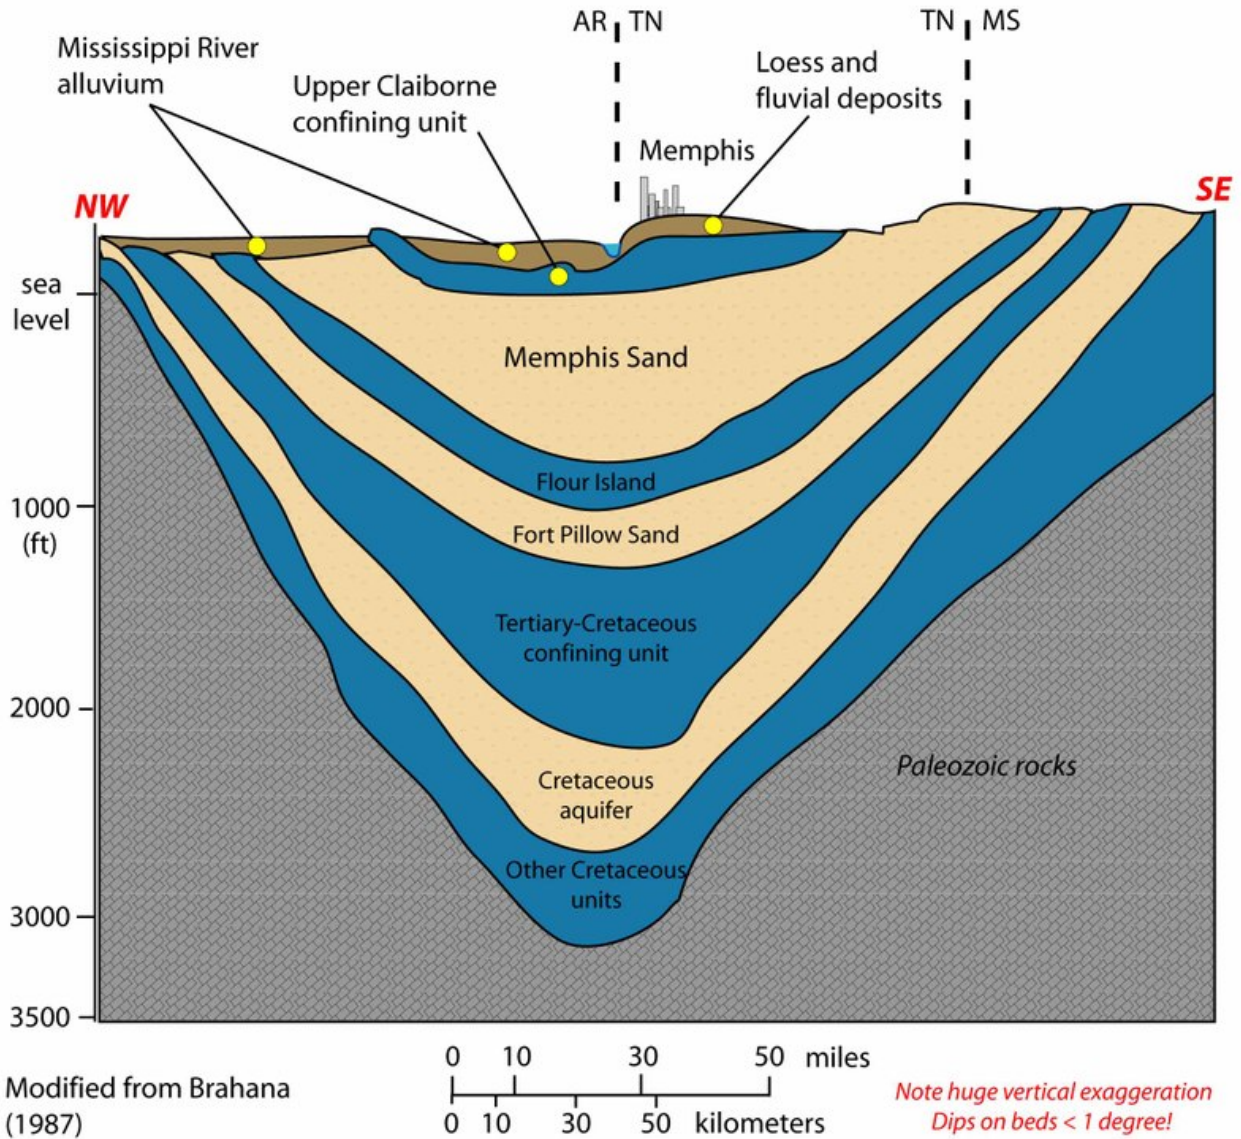 AR TN
TN MS
Mississippi River
alluvium
Upper Claiborne
confining unit
Loess and
fluvial deposits
Memphis
NW
SE
sea
level
Memphis Sand
Flour Island
1000
(ft)
Fort Pillow Sand
Tertiary-Cretaceous
confining unit
2000
Paleozoic rocks
Cretaceous
aquifer
Other Cretaceous
units
3000
3500
0 10 30 50 miles
0 10 30 50 kilometers
Modified from Brahana
(1987)
Note huge vertical exaggeration
Dips on beds < 1 degree!